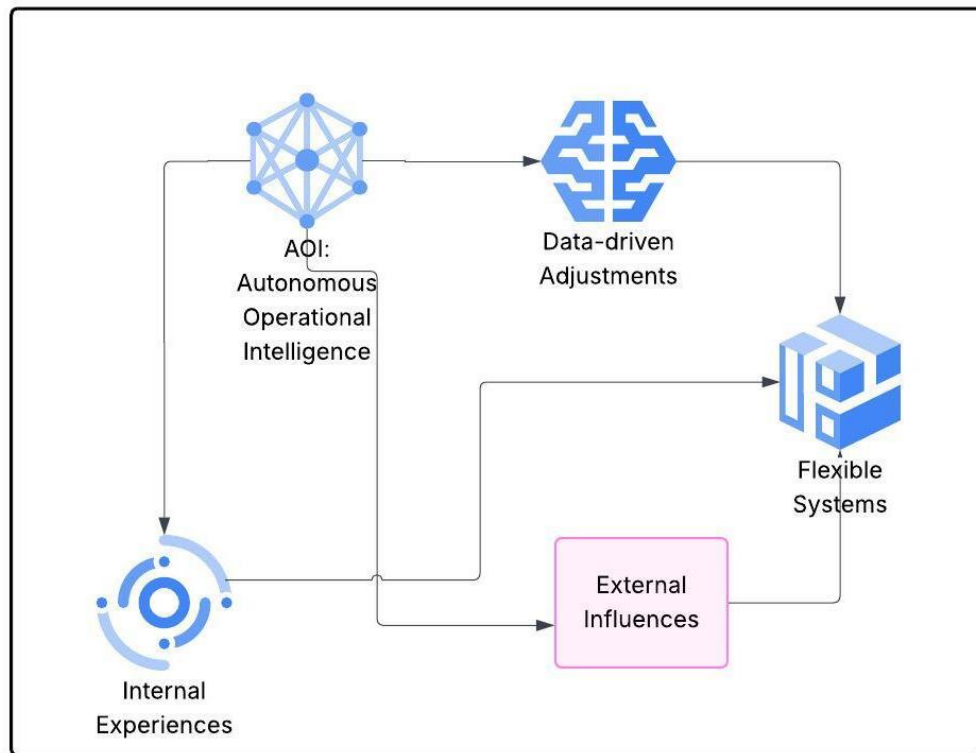 AOI:
Autonomous
Operational
Intelligence
Data-driven
Adjustments
Flexible
Systems
External
Influences
Internal
Experiences